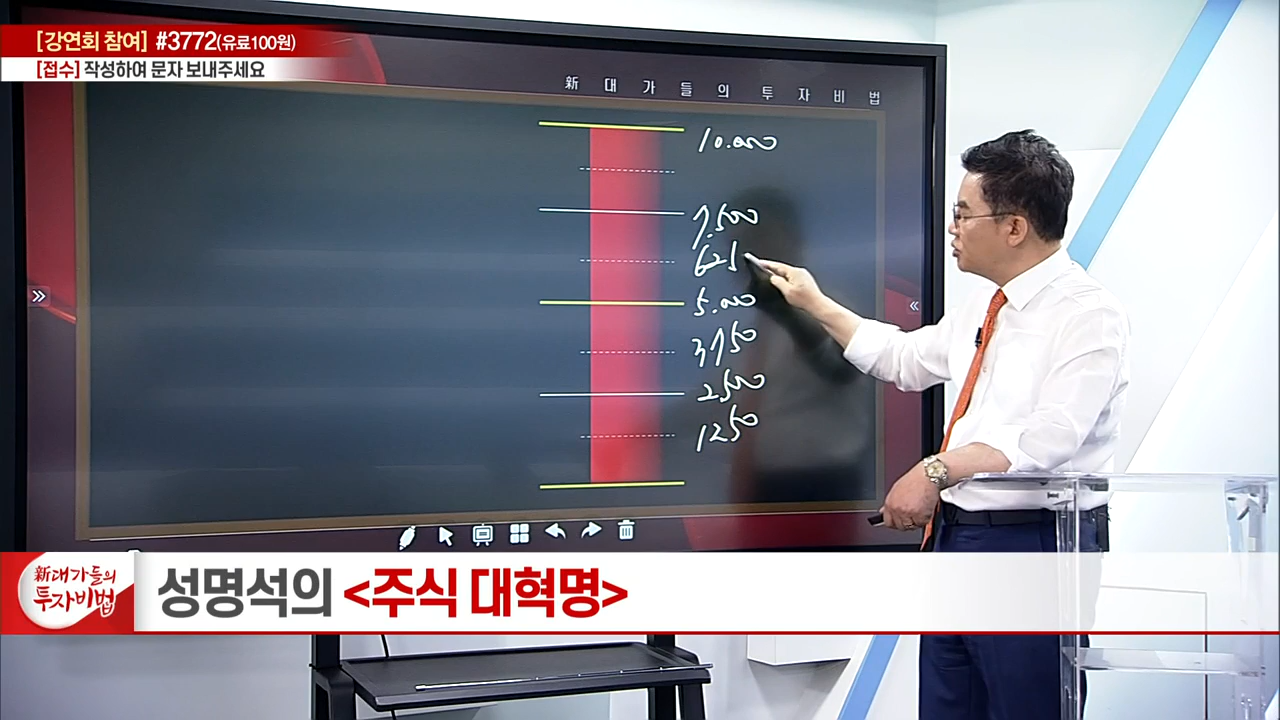 [강연회 참여] #3772(유료100원)
[접수] 작성하여 문자 보내주세요
新 대 가 들 의 투 자 비 법
10.000
7.500
625
5.000
3750
2500
1250
新대가들의
투자비법
성명석의 <주식 대혁명>